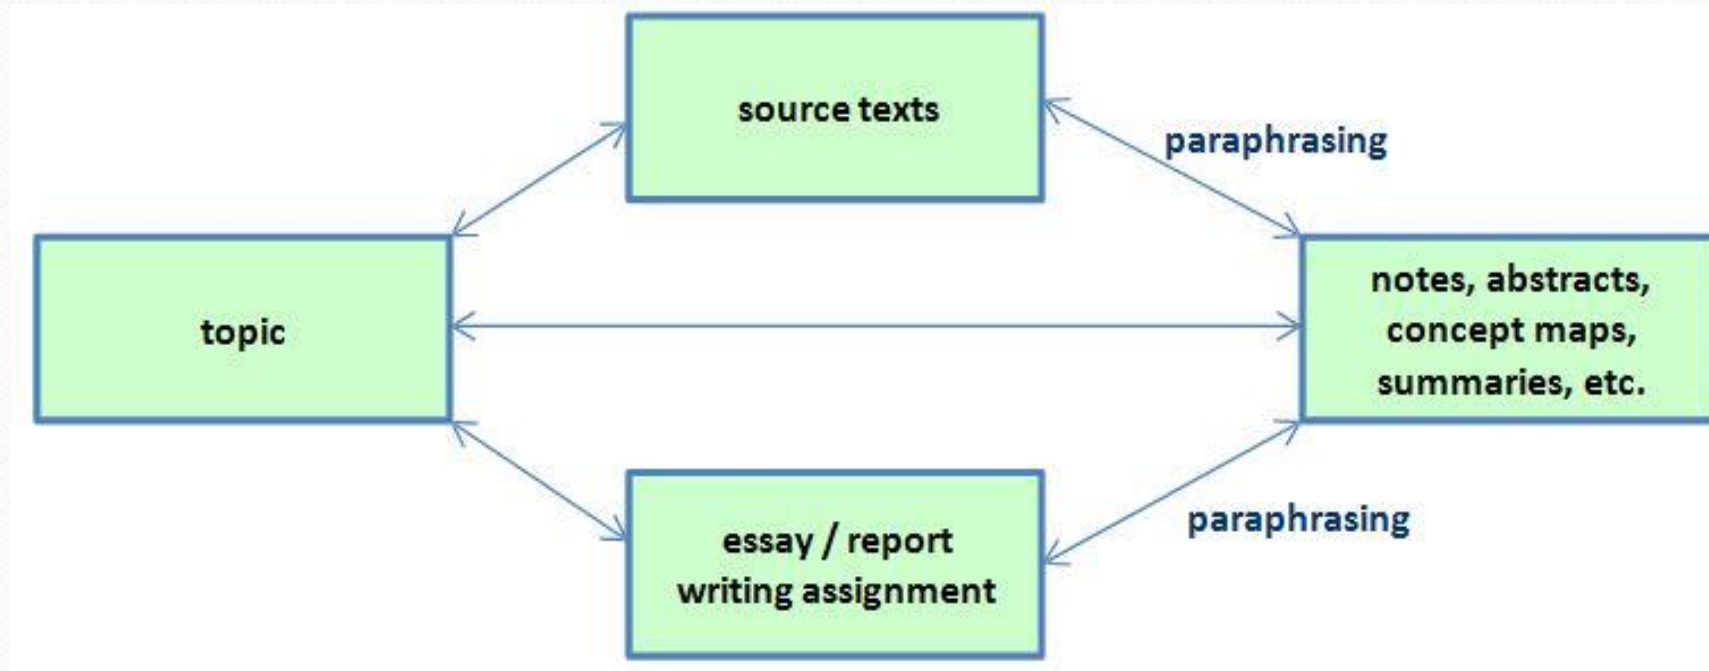 source texts
paraphrasing
topic
notes, abstracts,
concept maps,
summaries, etc.
essay / report
writing assignment
paraphrasing